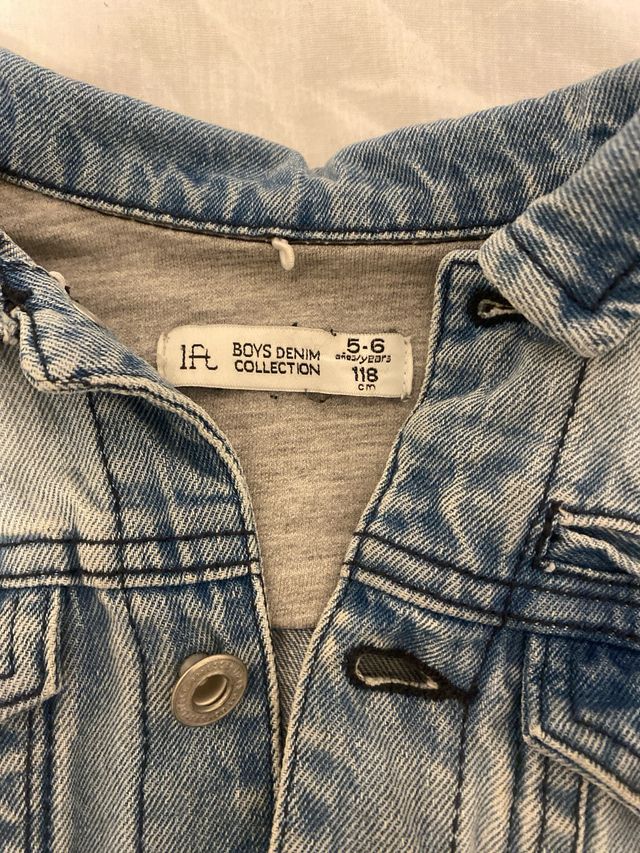 lft
BOYS DENIM
COLLECTION
5-6
años/years
118
cm